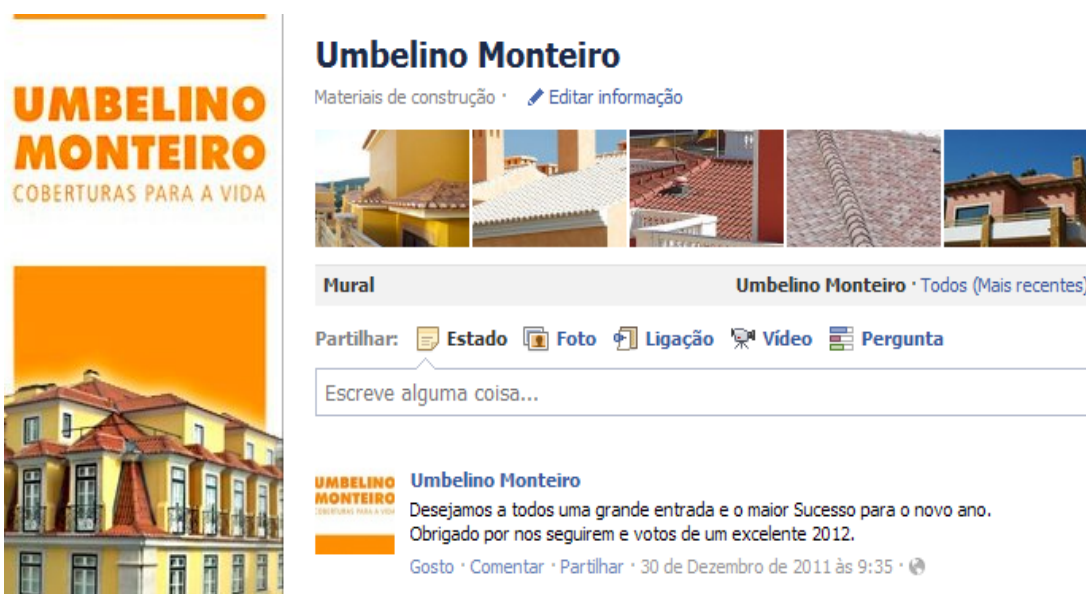 UMBELINO
MONTEIRO
COBERTURAS PARA A VIDA
Umbelino Monteiro
Materiais de construção · Editar informação
Mural
Umbelino Monteiro · Todos (Mais recentes)
Partilhar: Estado Foto Ligação Vídeo Pergunta
Escreve alguma coisa...
UMBELINO
MONTEIRO
COBERTURAS PARA A VIDA
Umbelino Monteiro
Desejamos a todos uma grande entrada e o maior Sucesso para o novo ano.
Obrigado por nos seguirem e votos de um excelente 2012.
Gosto · Comentar · Partilhar · 30 de Dezembro de 2011 às 9:35 ·